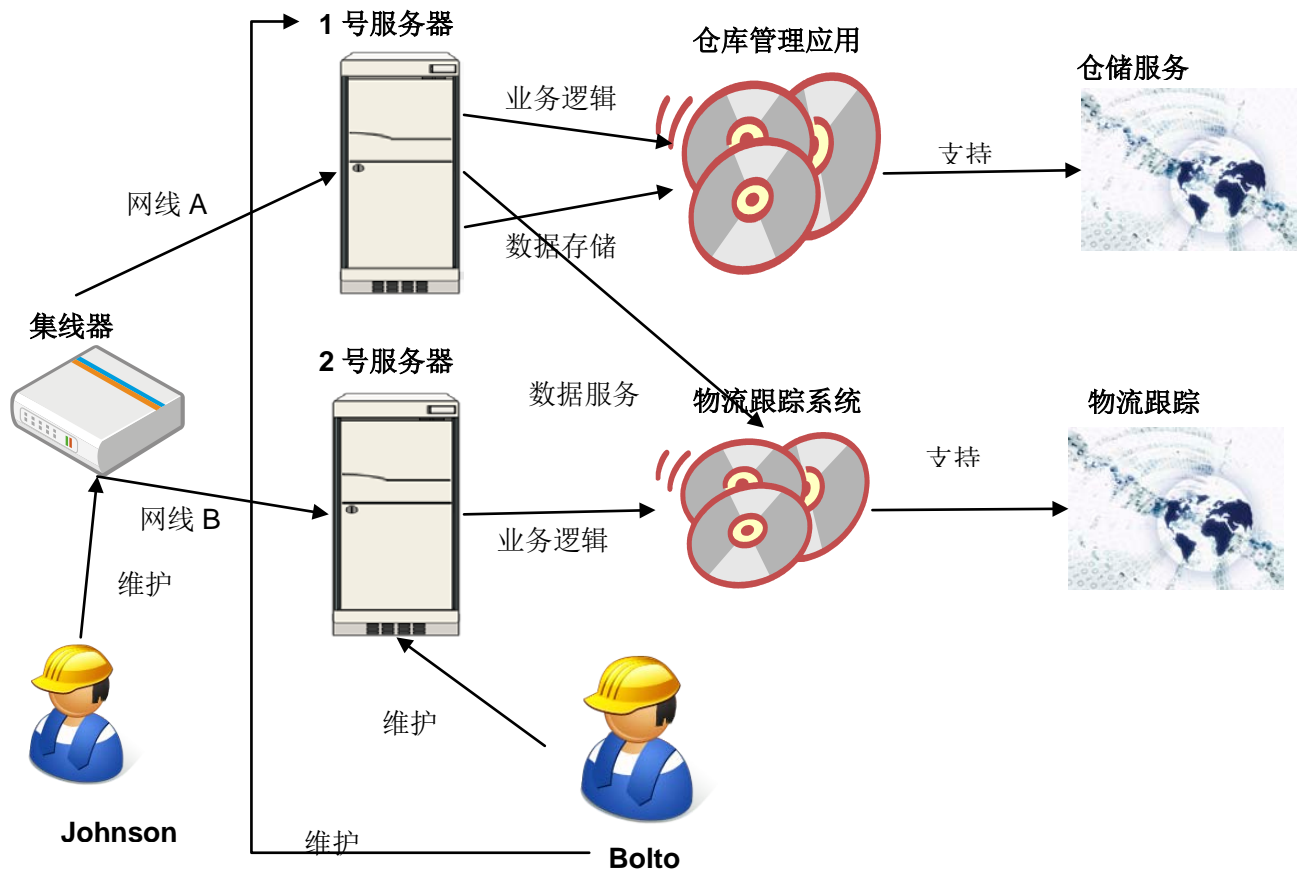 1 号服务器
仓库管理应用
仓储服务
业务逻辑
支持
网线 A
数据存储
集线器
2 号服务器
数据服务
物流跟踪系统
物流跟踪
支持
网线 B
业务逻辑
维护
维护
Johnson
维护
Bolto